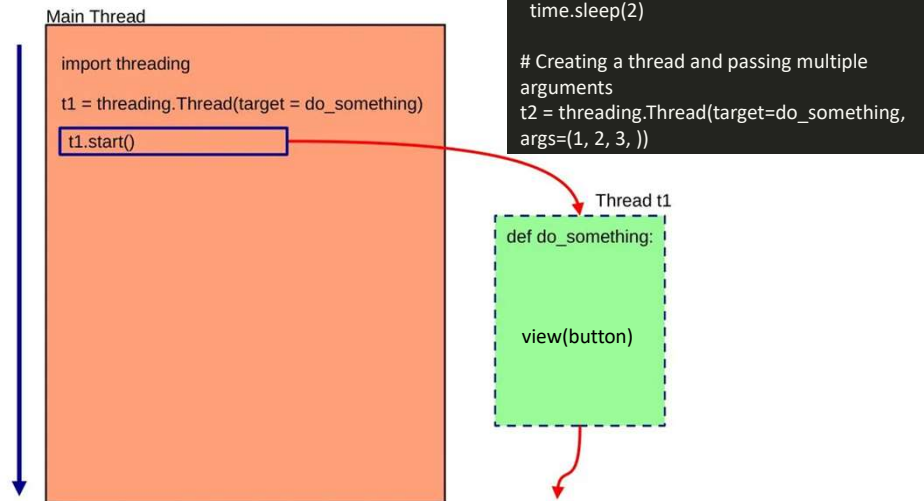 Main Thread
import threading
t1 = threading.Thread(target = do_something)
t1.start()
time.sleep(2)
# Creating a thread and passing multiple
arguments
t2 = threading.Thread(target=do_something,
args=(1, 2, 3, ))
Thread t1
def do_something:
view(button)